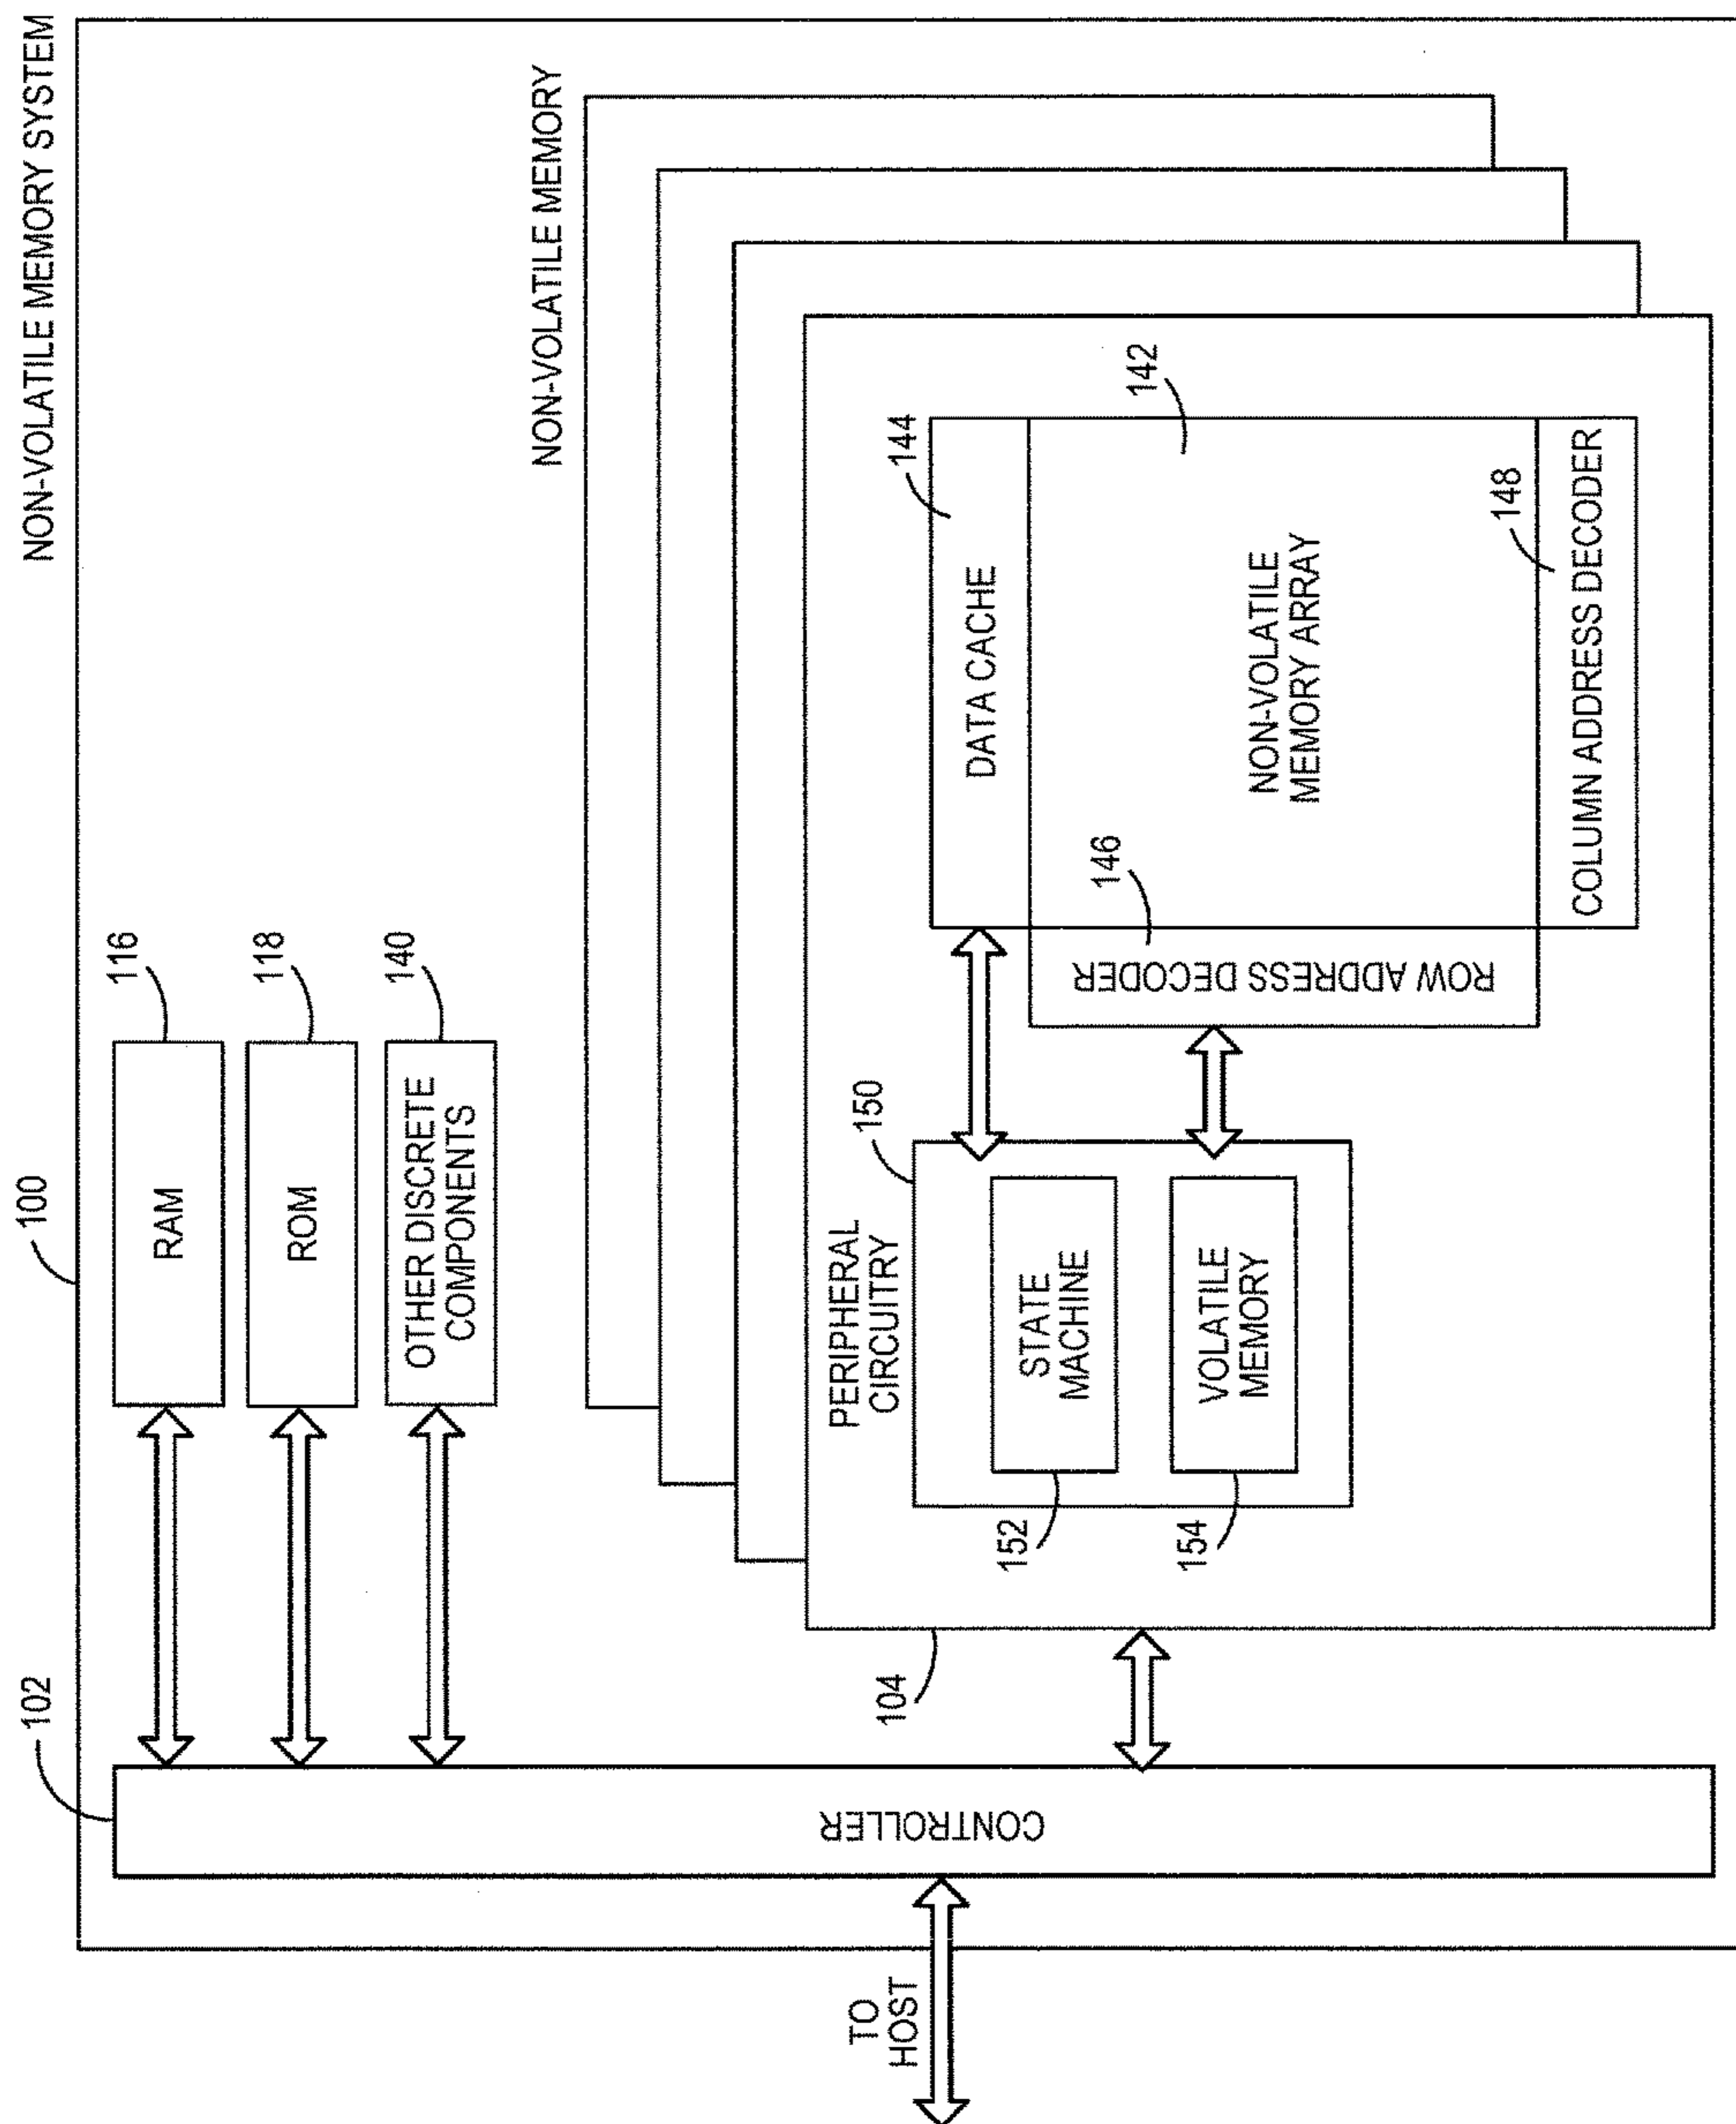 NON-VOLATILE MEMORY SYSTEM
100
102
CONTROLLER
TO
HOST
116
RAM
118
ROM
140
OTHER DISCRETE
COMPONENTS
NON-VOLATILE MEMORY
104
PERIPHERAL
CIRCUITRY
150
STATE
MACHINE
152
VOLATILE
MEMORY
154
DATA CACHE
144
ROW ADDRESS DECODER
146
NON-VOLATILE
MEMORY ARRAY
142
148
COLUMN ADDRESS DECODER